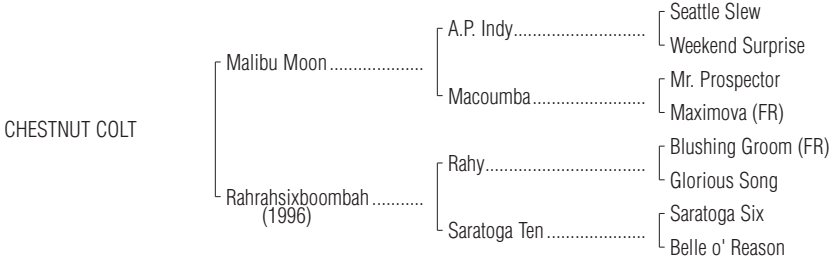 Seattle Slew
A.P. Indy..............................
Weekend Surprise
Malibu Moon.....................
Mr. Prospector
Macoumba..........................
Maximova (FR)
CHESTNUT COLT
Blushing Groom (FR)
Rahy.....................................
Glorious Song
Rahrahsixboombah...........
(1996)
Saratoga Six
Saratoga Ten.......................
Belle o' Reason